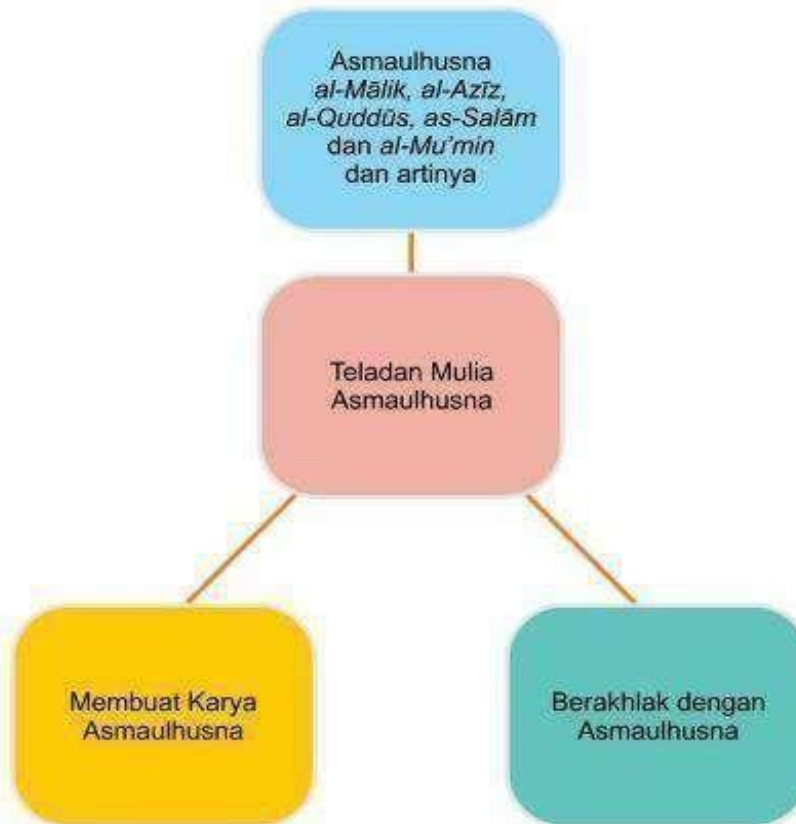 Asmaulhusna
al-Mālik, al-Azīz,
al-Quddūs, as-Salām
dan al-Mu'min
dan artinya
Teladan Mulia
Asmaulhusna
Membuat Karya
Asmaulhusna
Berakhlak dengan
Asmaulhusna